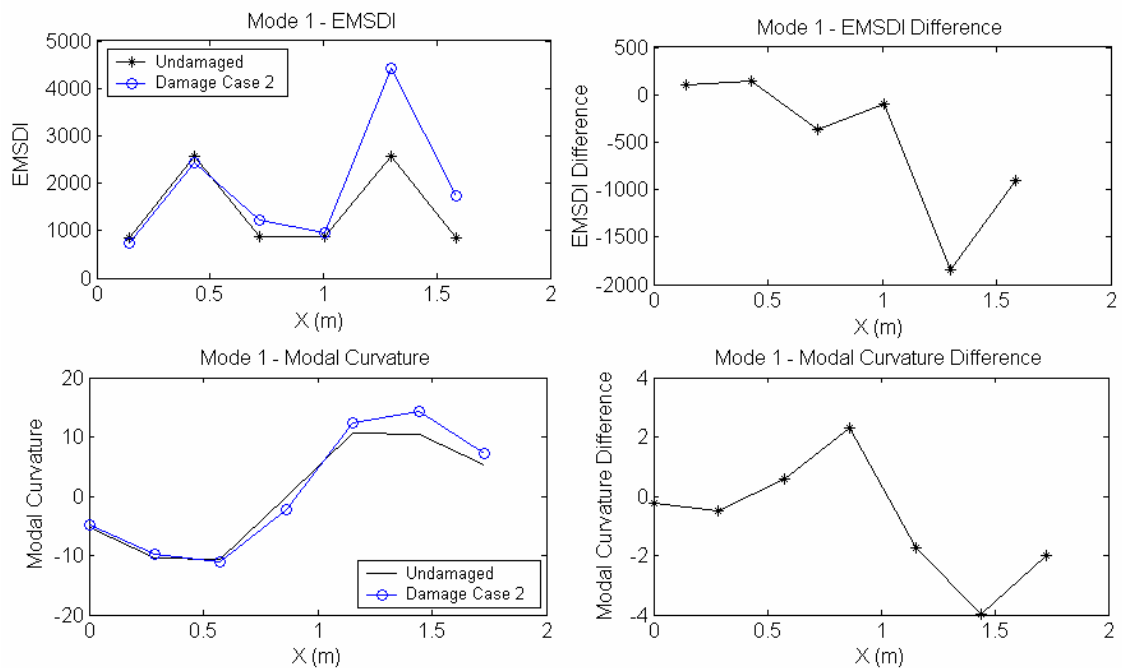 Mode 1 - EMSDI
5000
4000
3000
2000
1000
0
EMSDI
Undamaged
Damage Case 2
0
0.5
1
1.5
2
X (m)
Mode 1 - EMSDI Difference
500
0
-500
-1000
-1500
-2000
EMSDI Difference
0
0.5
1
1.5
2
X (m)
Mode 1 - Modal Curvature
20
10
0
-10
-20
Modal Curvature
Undamaged
Damage Case 2
0
0.5
1
1.5
2
X (m)
Mode 1 - Modal Curvature Difference
4
2
0
-2
-4
Modal Curvature Difference
0
0.5
1
1.5
2
X (m)